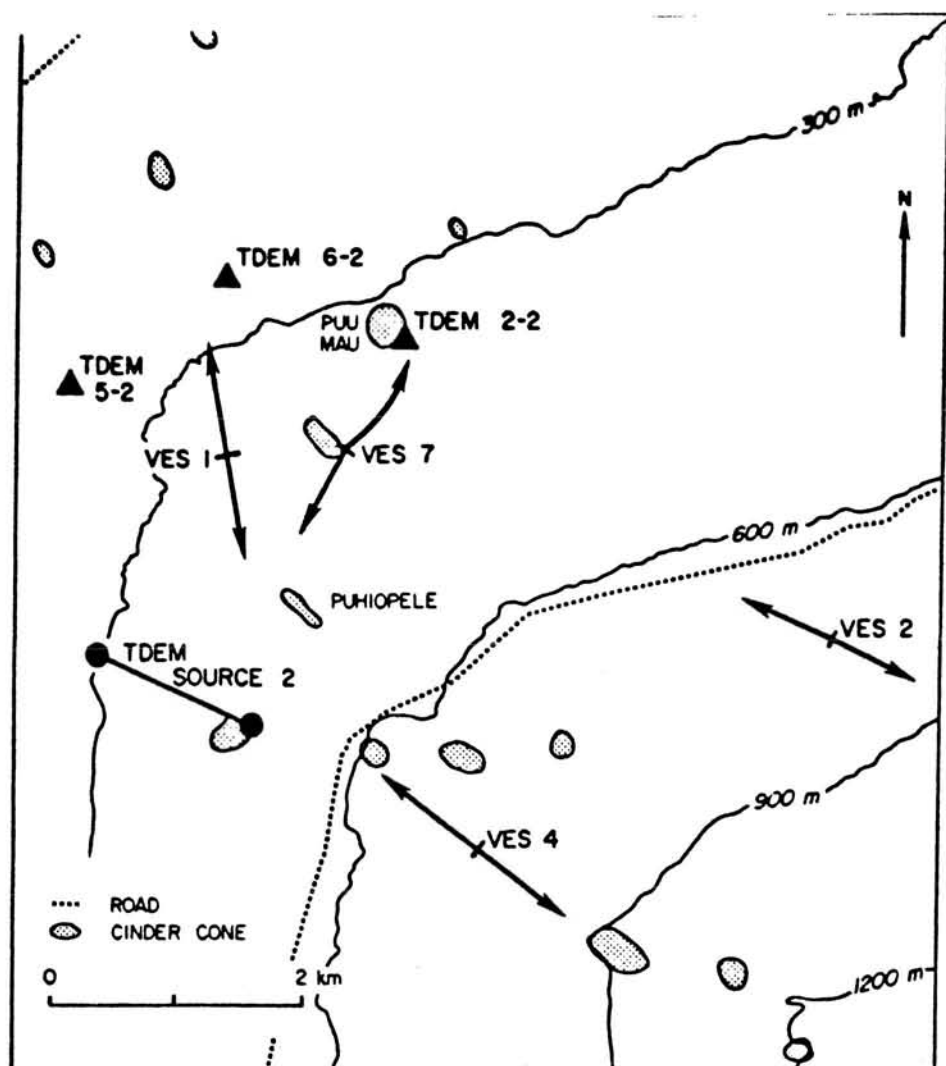 300 m
N
TDEM 6-2
PUU
MAU
TDEM 2-2
TDEM
5-2
VES 1
VES 7
600 m
PUHIOPELE
VES 2
TDEM
SOURCE 2
900 m
VES 4
ROAD
CINDER CONE
0 2 km
1200 m